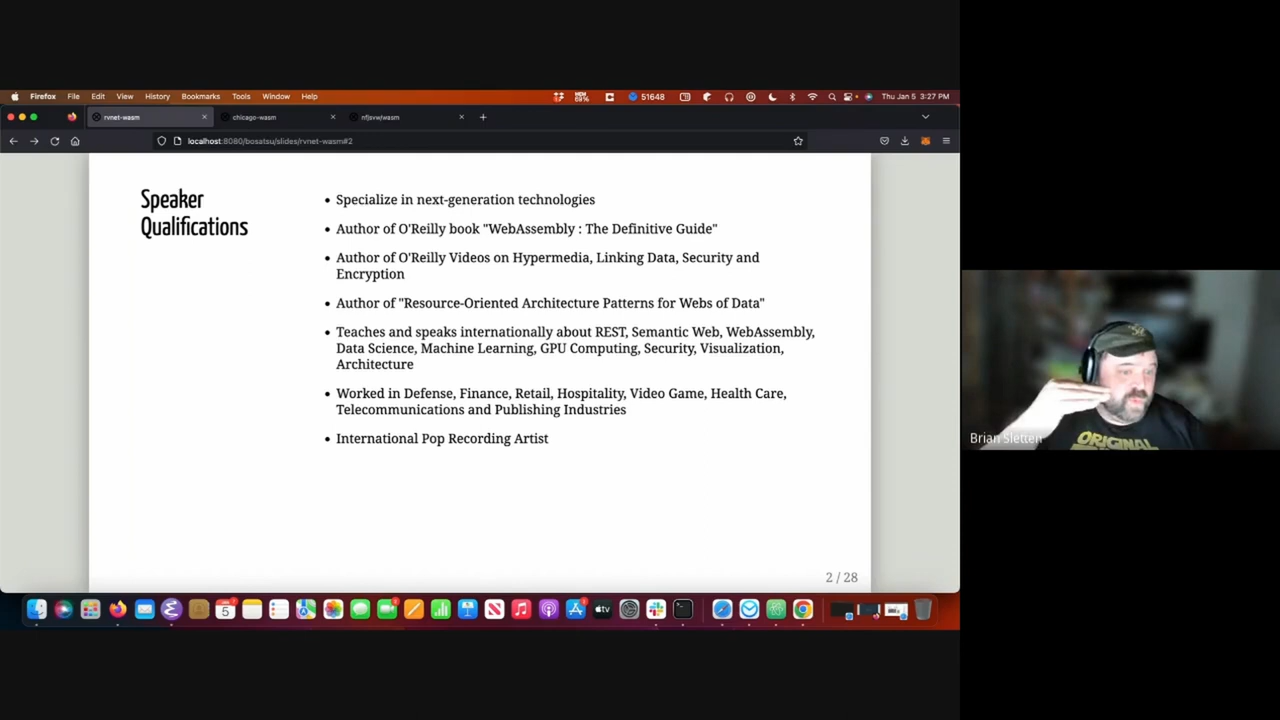 Firefox File Edit View History Bookmarks Tools Window Help
51648
Thu Jan 5 3:27 PM
rvnet-wasm
chicago-wasm
nfjsvw/wasm
localhost:8080/bosatsu/slides/rvnet-wasm#2
Speaker
Qualifications
• Specialize in next-generation technologies
• Author of O'Reilly book "WebAssembly : The Definitive Guide"
• Author of O'Reilly Videos on Hypermedia, Linking Data, Security and
Encryption
• Author of "Resource-Oriented Architecture Patterns for Webs of Data"
• Teaches and speaks internationally about REST, Semantic Web, WebAssembly,
Data Science, Machine Learning, GPU Computing, Security, Visualization,
Architecture
• Worked in Defense, Finance, Retail, Hospitality, Video Game, Health Care,
Telecommunications and Publishing Industries
• International Pop Recording Artist
2 / 28
Brian Sletten
ORIGINAL
5
tv